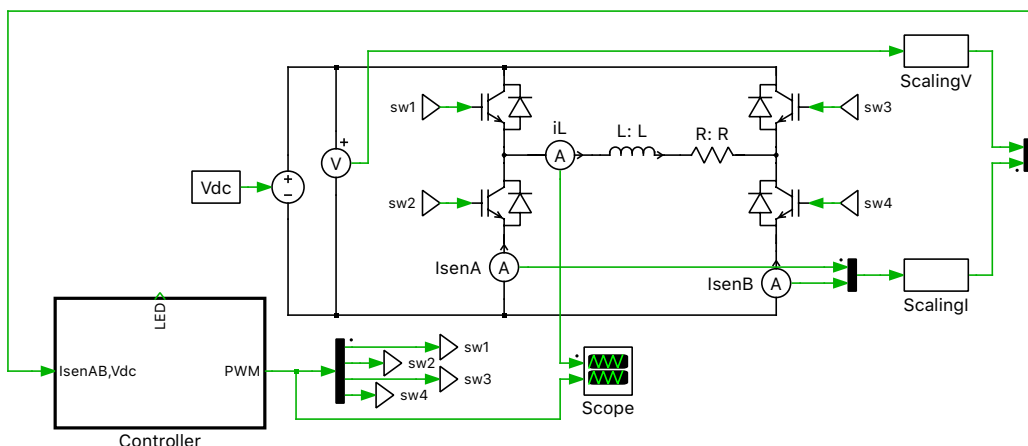 ScalingV
sw1
sw3
iL
L: L
R: R
A
V
+
Vdc
+
−
sw2
sw4
IsenA
A
IsenB
A
ScalingI
LED
IsenAB,Vdc
PWM
sw1
sw2
sw3
sw4
Scope
Controller